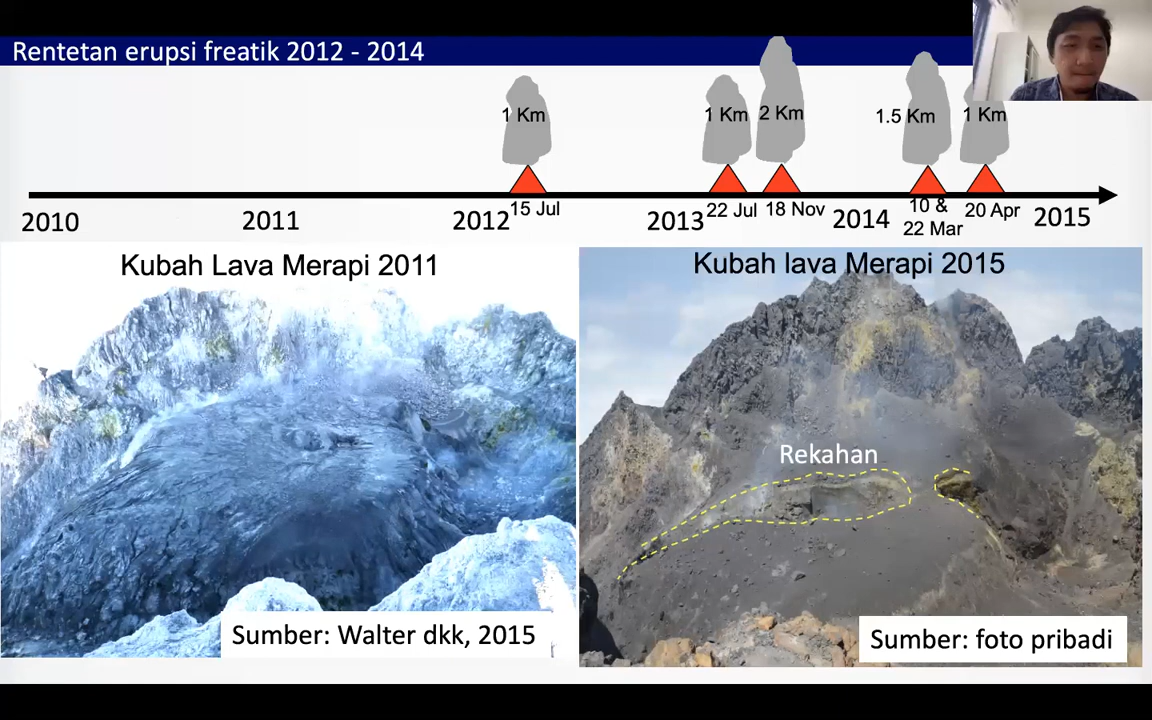 Rentetan erupsi freatik 2012 - 2014
1 Km
1 Km
2 Km
1.5 Km
1 Km
2010
2011
2012
15 Jul
2013
22 Jul
18 Nov
2014
10 &
22 Mar
20 Apr
2015
Kubah Lava Merapi 2011
Kubah lava Merapi 2015
Rekahan
Sumber: Walter dkk, 2015
Sumber: foto pribadi